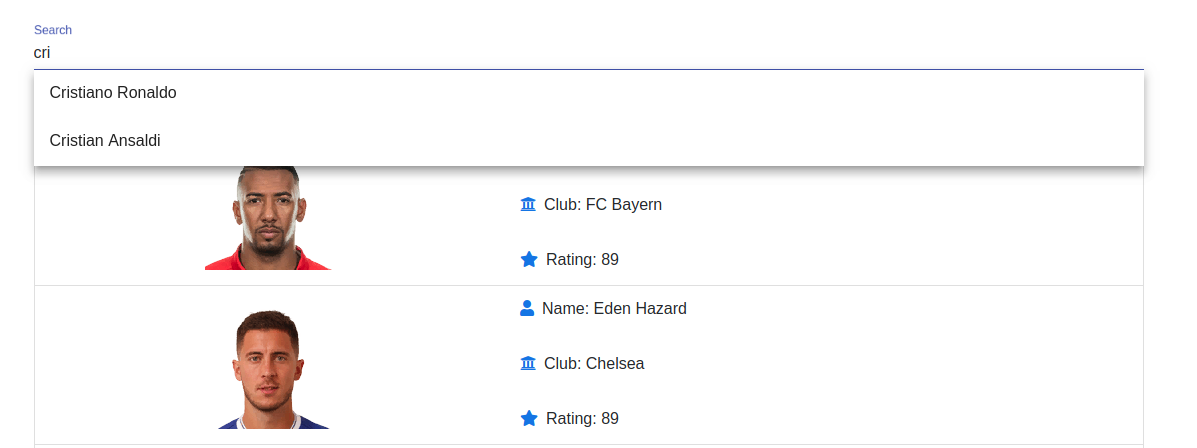 Search
cri
Cristiano Ronaldo
Cristian Ansaldi
Club: FC Bayern
Rating: 89
Name: Eden Hazard
Club: Chelsea
Rating: 89